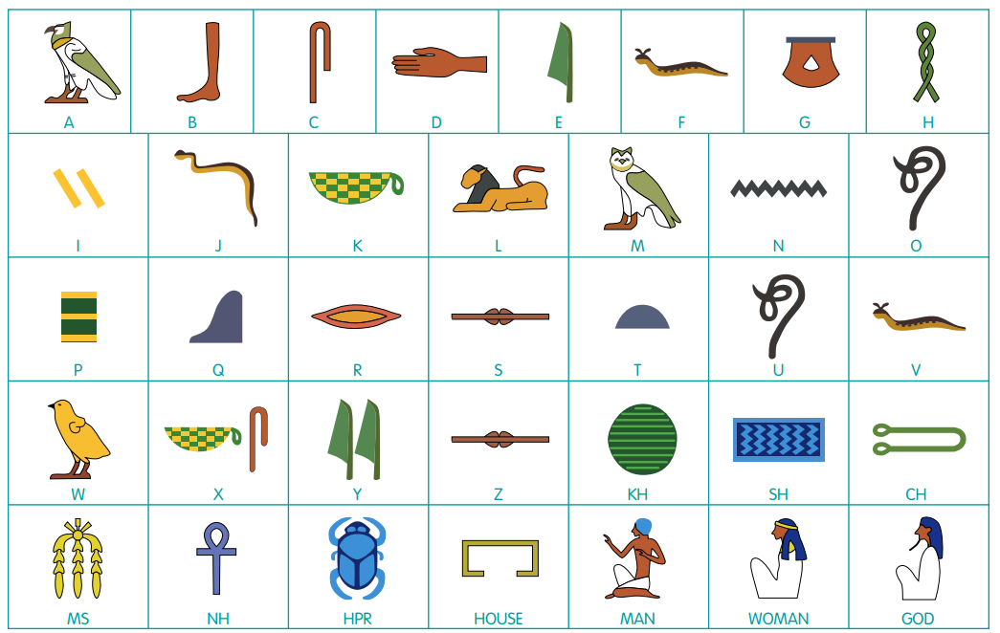 A B C D E F G H
I J K L M N O
P Q R S T U V
W X Y Z KH SH CH
MS NH HPR HOUSE MAN WOMAN GOD